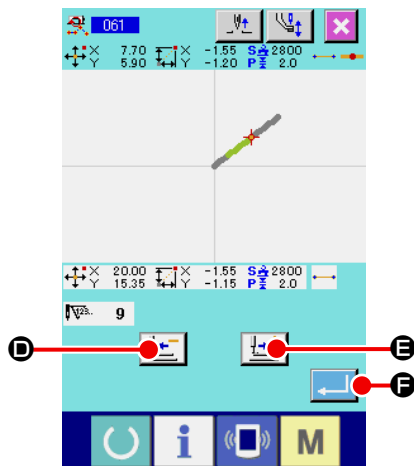 061
X 7.70 X -1.55 S 2800
Y 5.90 Y -1.20 P 2.0
X 20.00 X -1.55 S 2800
Y 15.35 Y -1.15 P 2.0
123.. 9
D E
F
i M